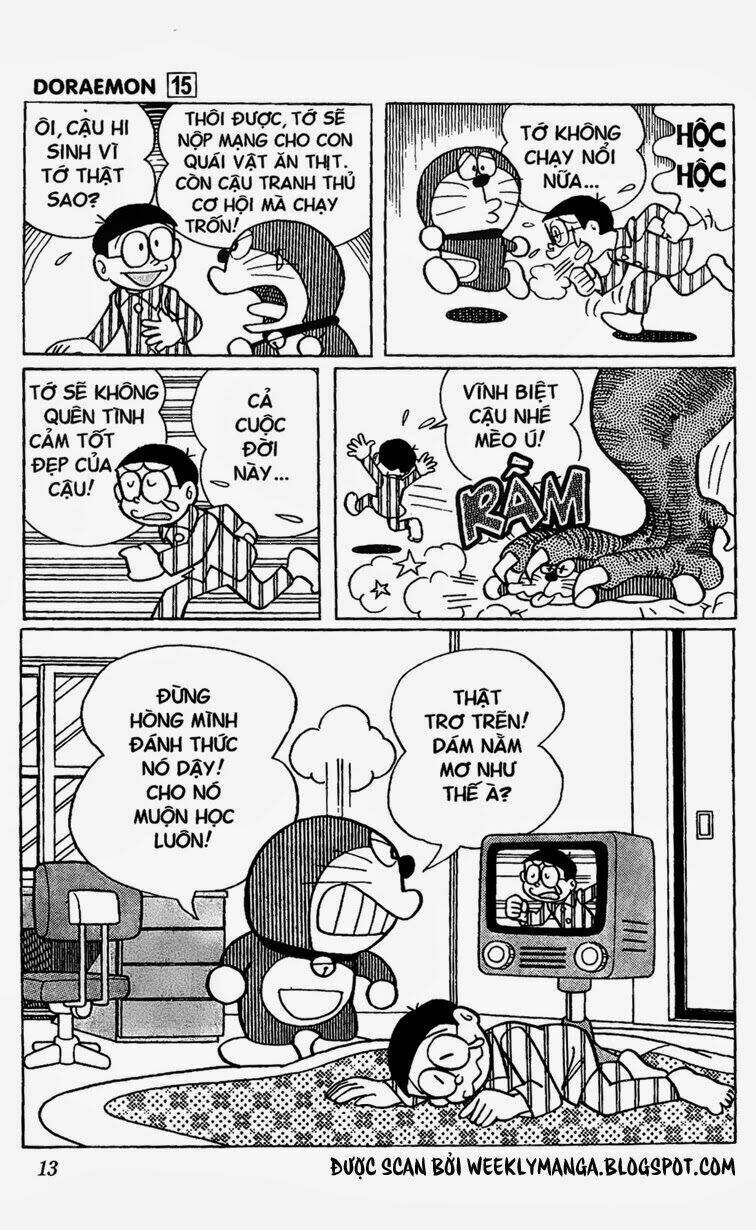 DORAEMON 15
TỚ KHÔNG
CHẠY NỔI
NỮA...
HỘC
HỘC
THÔI ĐƯỢC, TỚ SẼ
NỘP MẠNG CHO CON
QUÁI VẬT ĂN THỊT.
CÒN CẬU TRANH THỦ
CƠ HỘI MÀ CHẠY
TRỐN!
ÔI, CẬU HI
SINH VÌ
TỚ THẬT
SAO?
VĨNH BIỆT
CẬU NHÉ
MÈO Ú!
RẦM
CẢ
CUỘC
ĐỜI
NÀY...
TỚ SẼ KHÔNG
QUÊN TÌNH
CẢM TỐT
ĐẸP CỦA
CẬU!
THẬT
TRƠ TRẼN!
DÁM NẰM
MƠ NHƯ
THẾ À?
ĐỪNG
HÒNG MÌNH
ĐÁNH THỨC
NÓ DẬY!
CHO NÓ
MUỘN HỌC
LUÔN!
13
ĐƯỢC SCAN BỞI WEEKLYMANGA.BLOGSPOT.COM